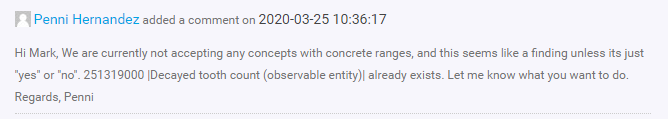 Penni Hernandez added a comment on 2020-03-25 10:36:17
Hi Mark, We are currently not accepting any concepts with concrete ranges, and this seems like a finding unless its just
"yes" or "no". 251319000 |Decayed tooth count (observable entity)| already exists. Let me know what you want to do.
Regards, Penni